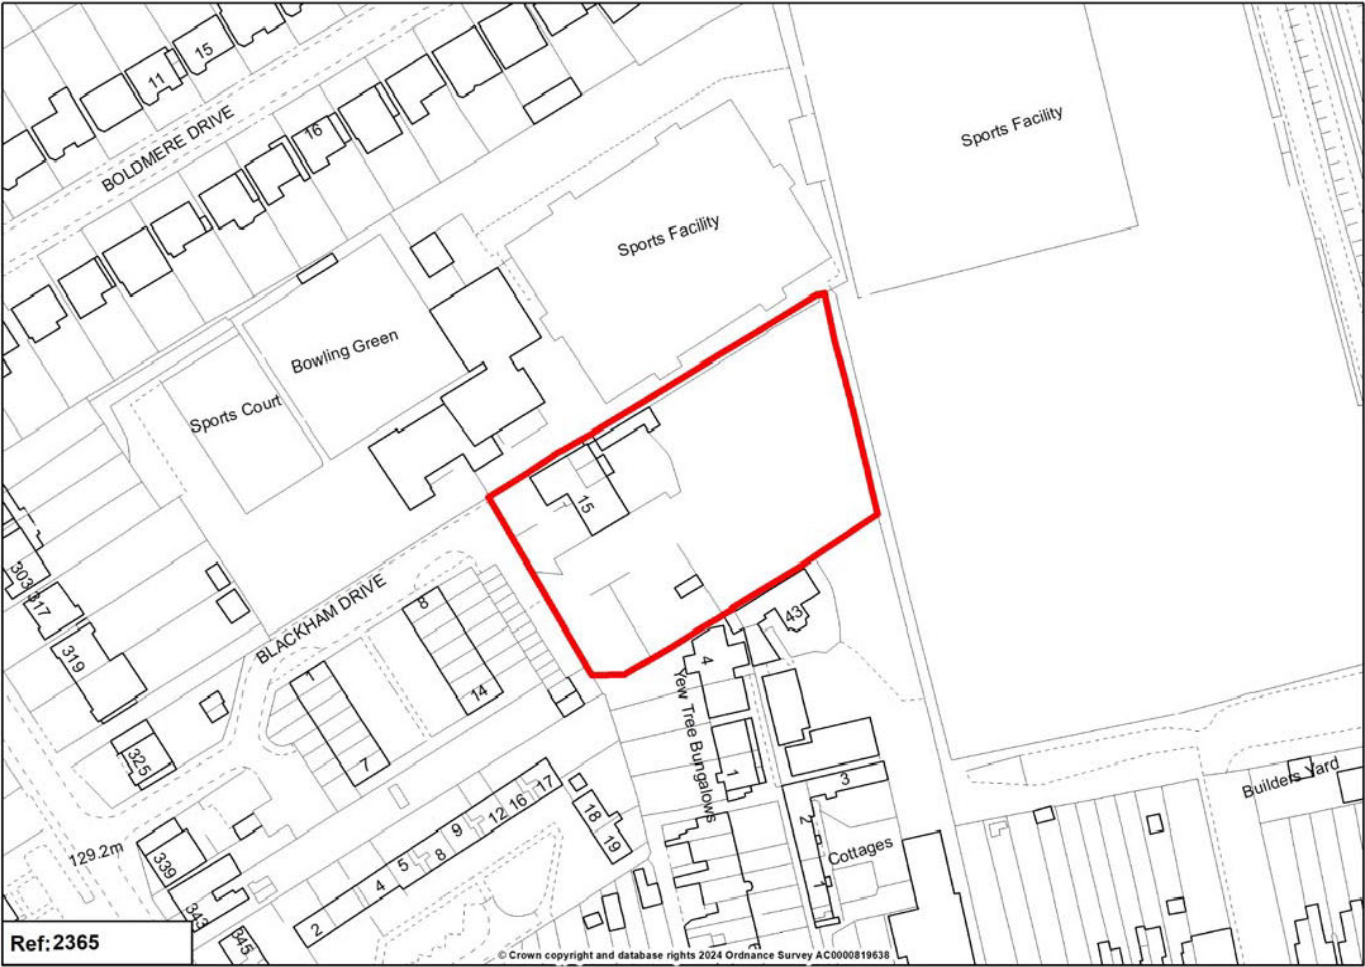 15
11
BOLDMERE DRIVE
16
Sports Facility
Sports Facility
Bowling Green
Sports Court
15
303
317
319
BLACKHAM DRIVE
8
14
1
7
325
43
4
Yew Tree Bungalows
1
3
2
Cottages
1
Builders Yard
17
16
12
9
8
5
4
2
18
19
129.2m
339
343
345
Ref:2365
© Crown copyright and database rights 2024 Ordnance Survey AC0000819638